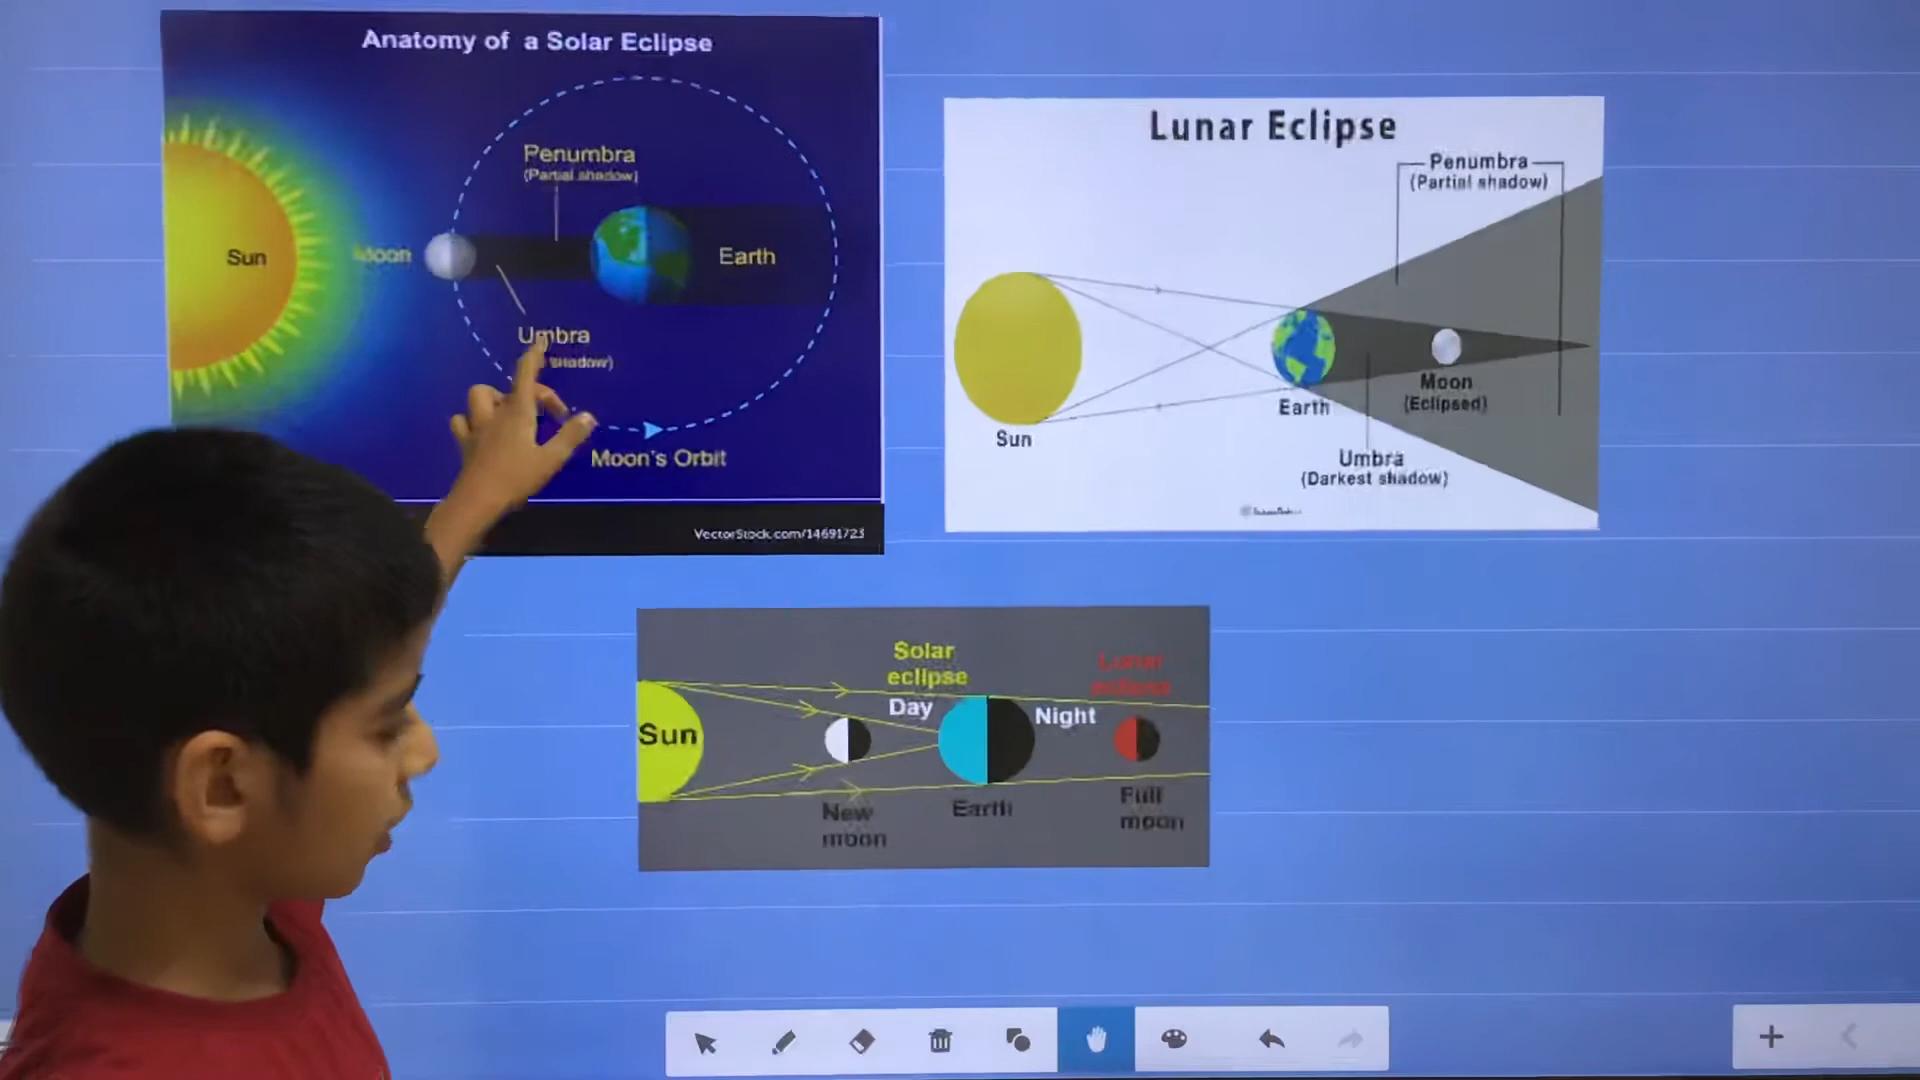 Anatomy of a Solar Eclipse
Penumbra
(Partial shadow)
Sun
Moon
Earth
Umbra
shadow)
Moon's Orbit
VectorStock.com/14691723
Lunar Eclipse
Penumbra
(Partial shadow)
Sun
Earth
Moon
(Eclipsed)
Umbra
(Darkest shadow)
Solar
eclipse
Lunar
eclipse
Day
Night
Sun
New
moon
Earth
Full
moon